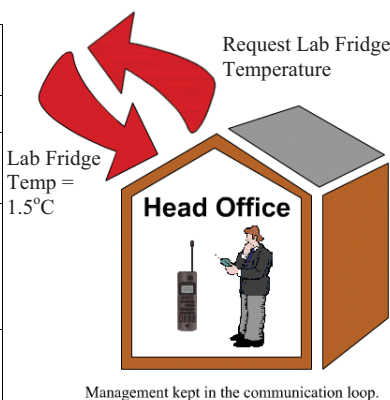 Request Lab Fridge
Temperature
Lab Fridge
Temp =
1.5°C
Head Office
Management kept in the communication loop.